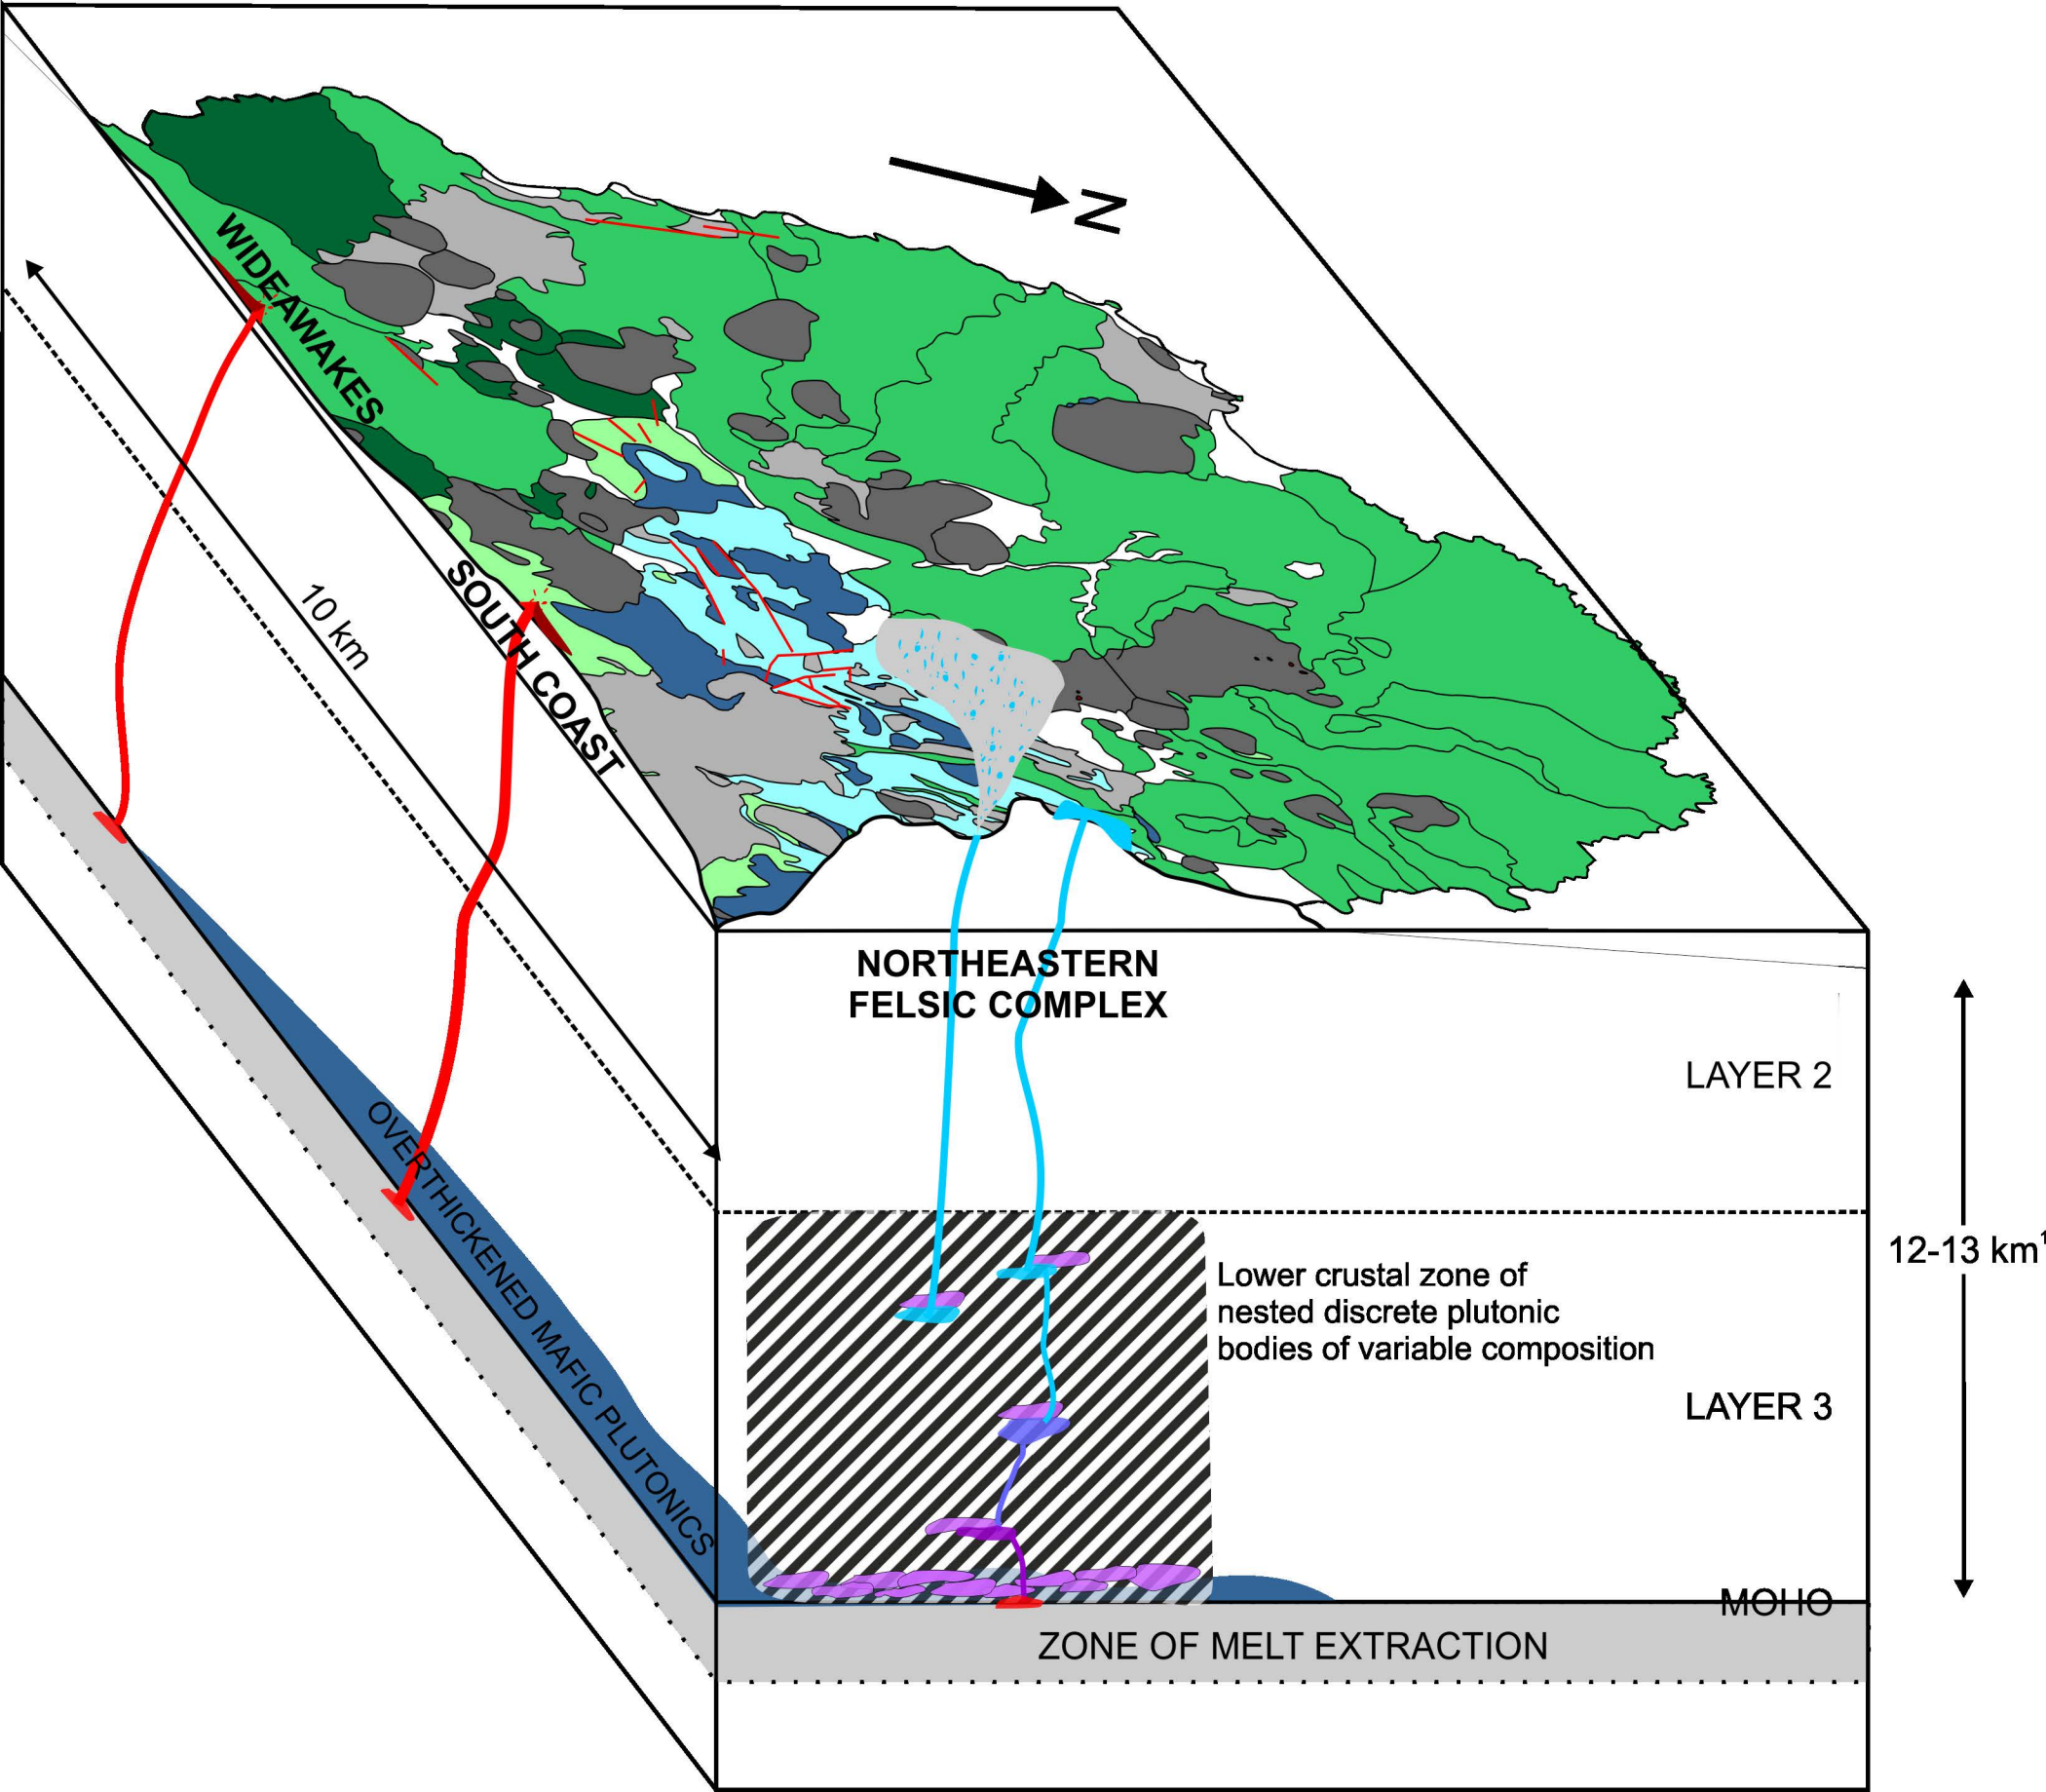 N
WIDEAWAKES
10 km
SOUTH COAST
NORTHEASTERN
FELSIC COMPLEX
LAYER 2
12-13 km¹
OVERTHICKENED MAFIC PLUTONICS
Lower crustal zone of
nested discrete plutonic
bodies of variable composition
LAYER 3
MOHO
ZONE OF MELT EXTRACTION